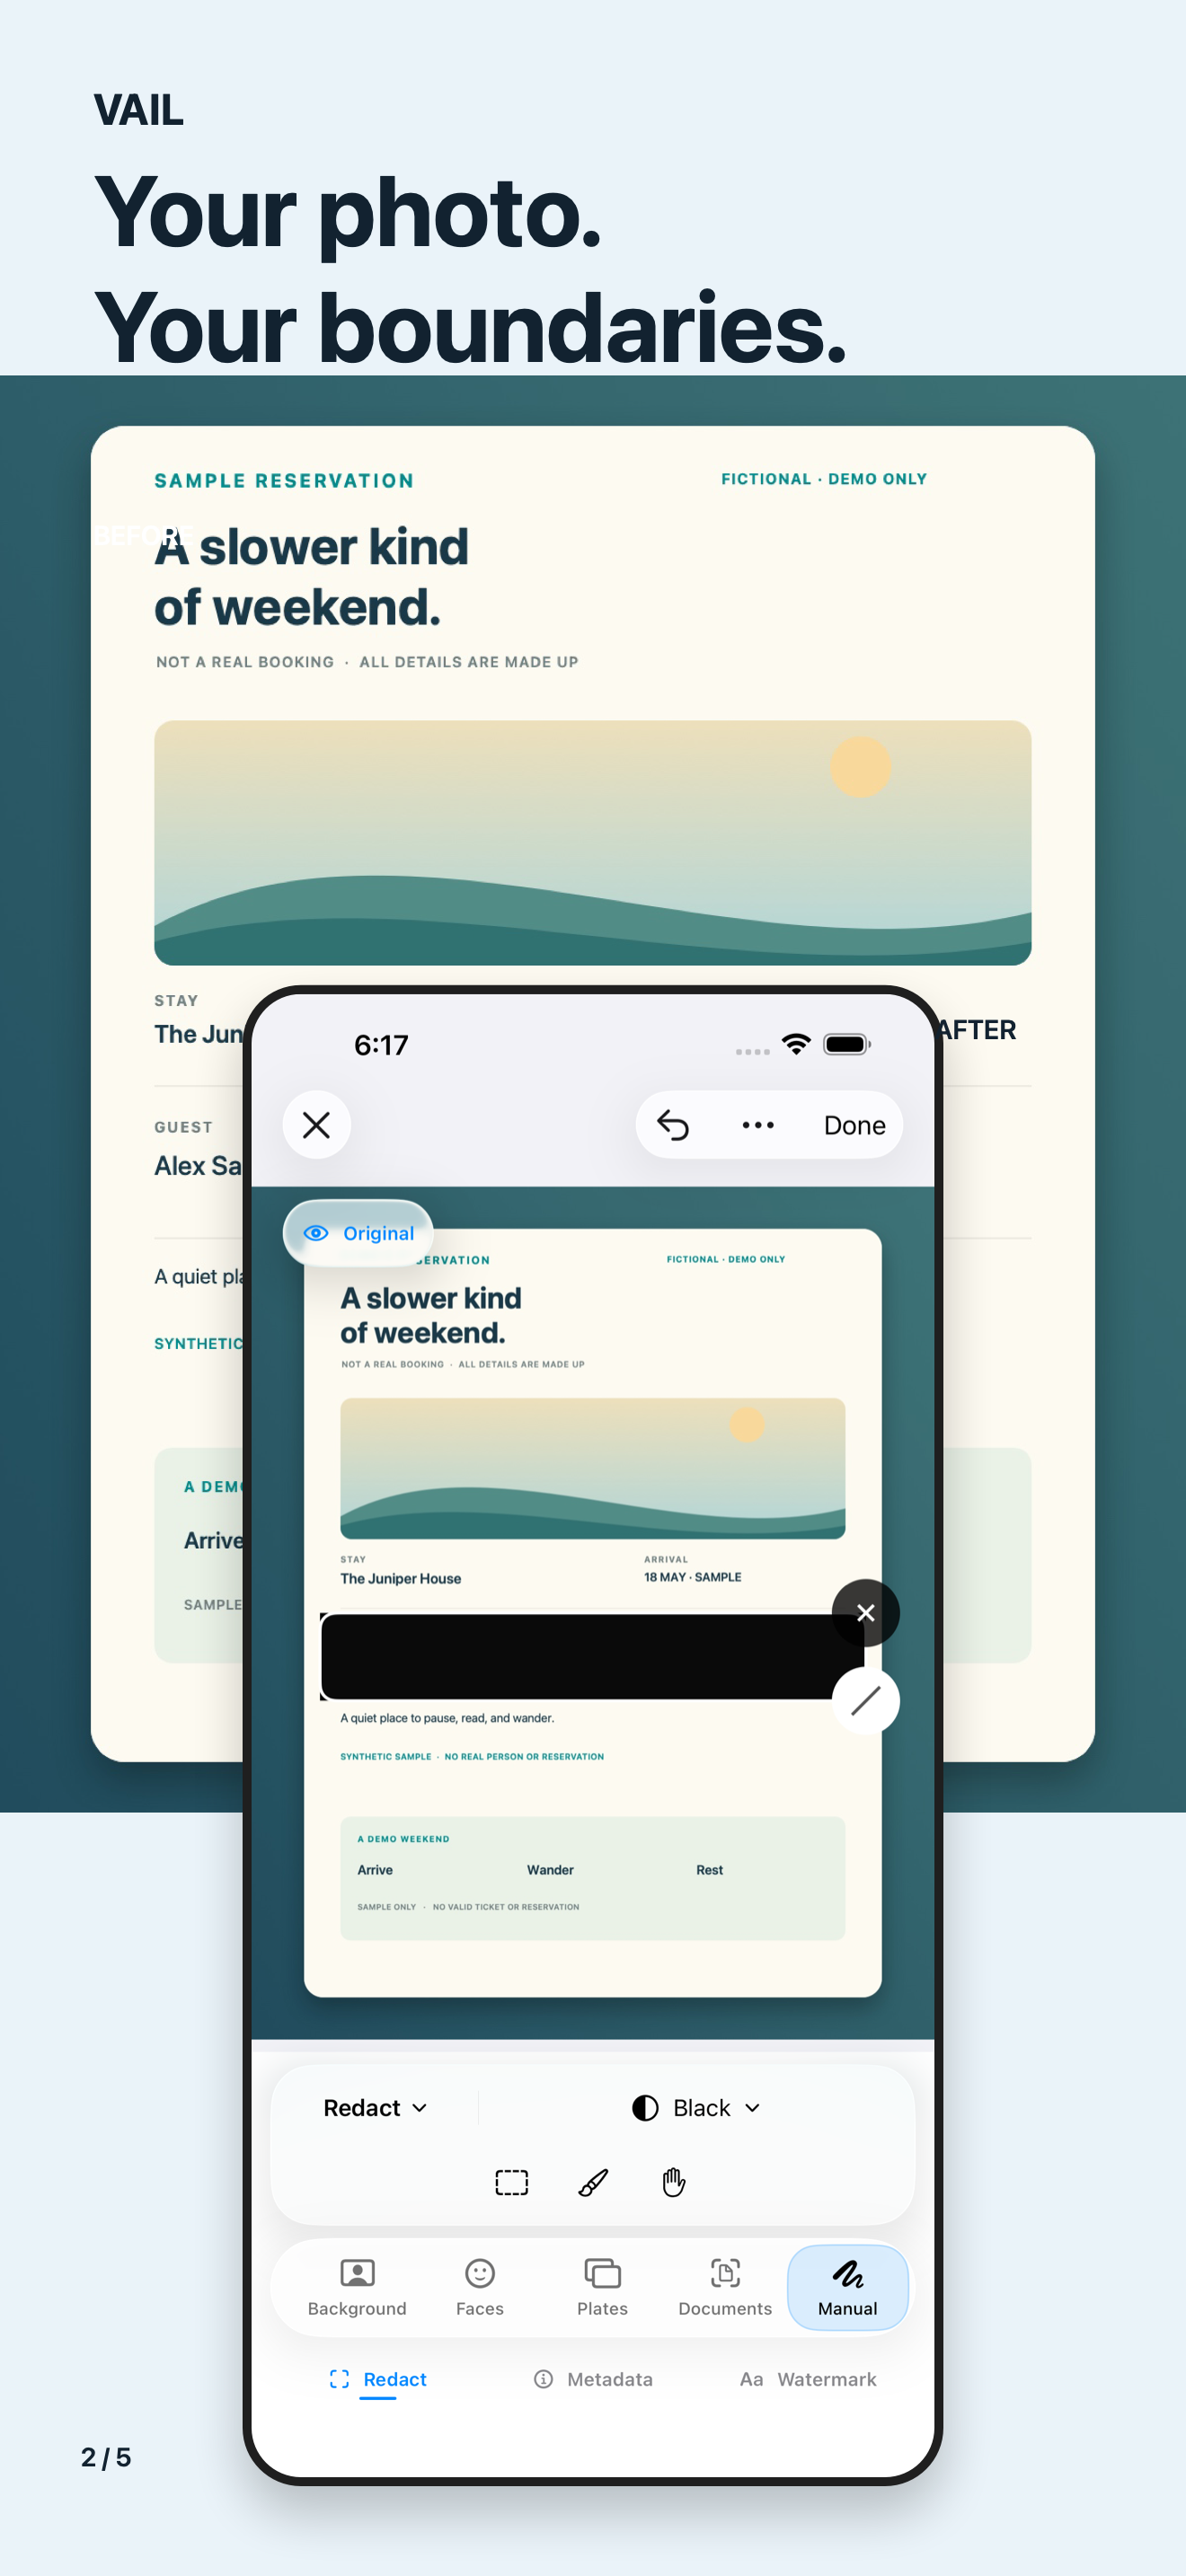 VAIL
Your photo.
Your boundaries.
SAMPLE RESERVATION
FICTIONAL · DEMO ONLY
BEFORE
A slower kind
of weekend.
NOT A REAL BOOKING · ALL DETAILS ARE MADE UP
STAY
The Jun
AFTER
GUEST
Alex Sa
A quiet pla
SYNTHETIC
A DEMO
Arrive
SAMPLE
6:17
Done
Original
ERVATION
FICTIONAL · DEMO ONLY
A slower kind
of weekend.
NOT A REAL BOOKING · ALL DETAILS ARE MADE UP
STAY
ARRIVAL
The Juniper House
18 MAY · SAMPLE
A quiet place to pause, read, and wander.
SYNTHETIC SAMPLE · NO REAL PERSON OR RESERVATION
A DEMO WEEKEND
Arrive Wander Rest
SAMPLE ONLY · NO VALID TICKET OR RESERVATION
Redact Black
Background Faces Plates Documents Manual
Redact Metadata Aa Watermark
2/5